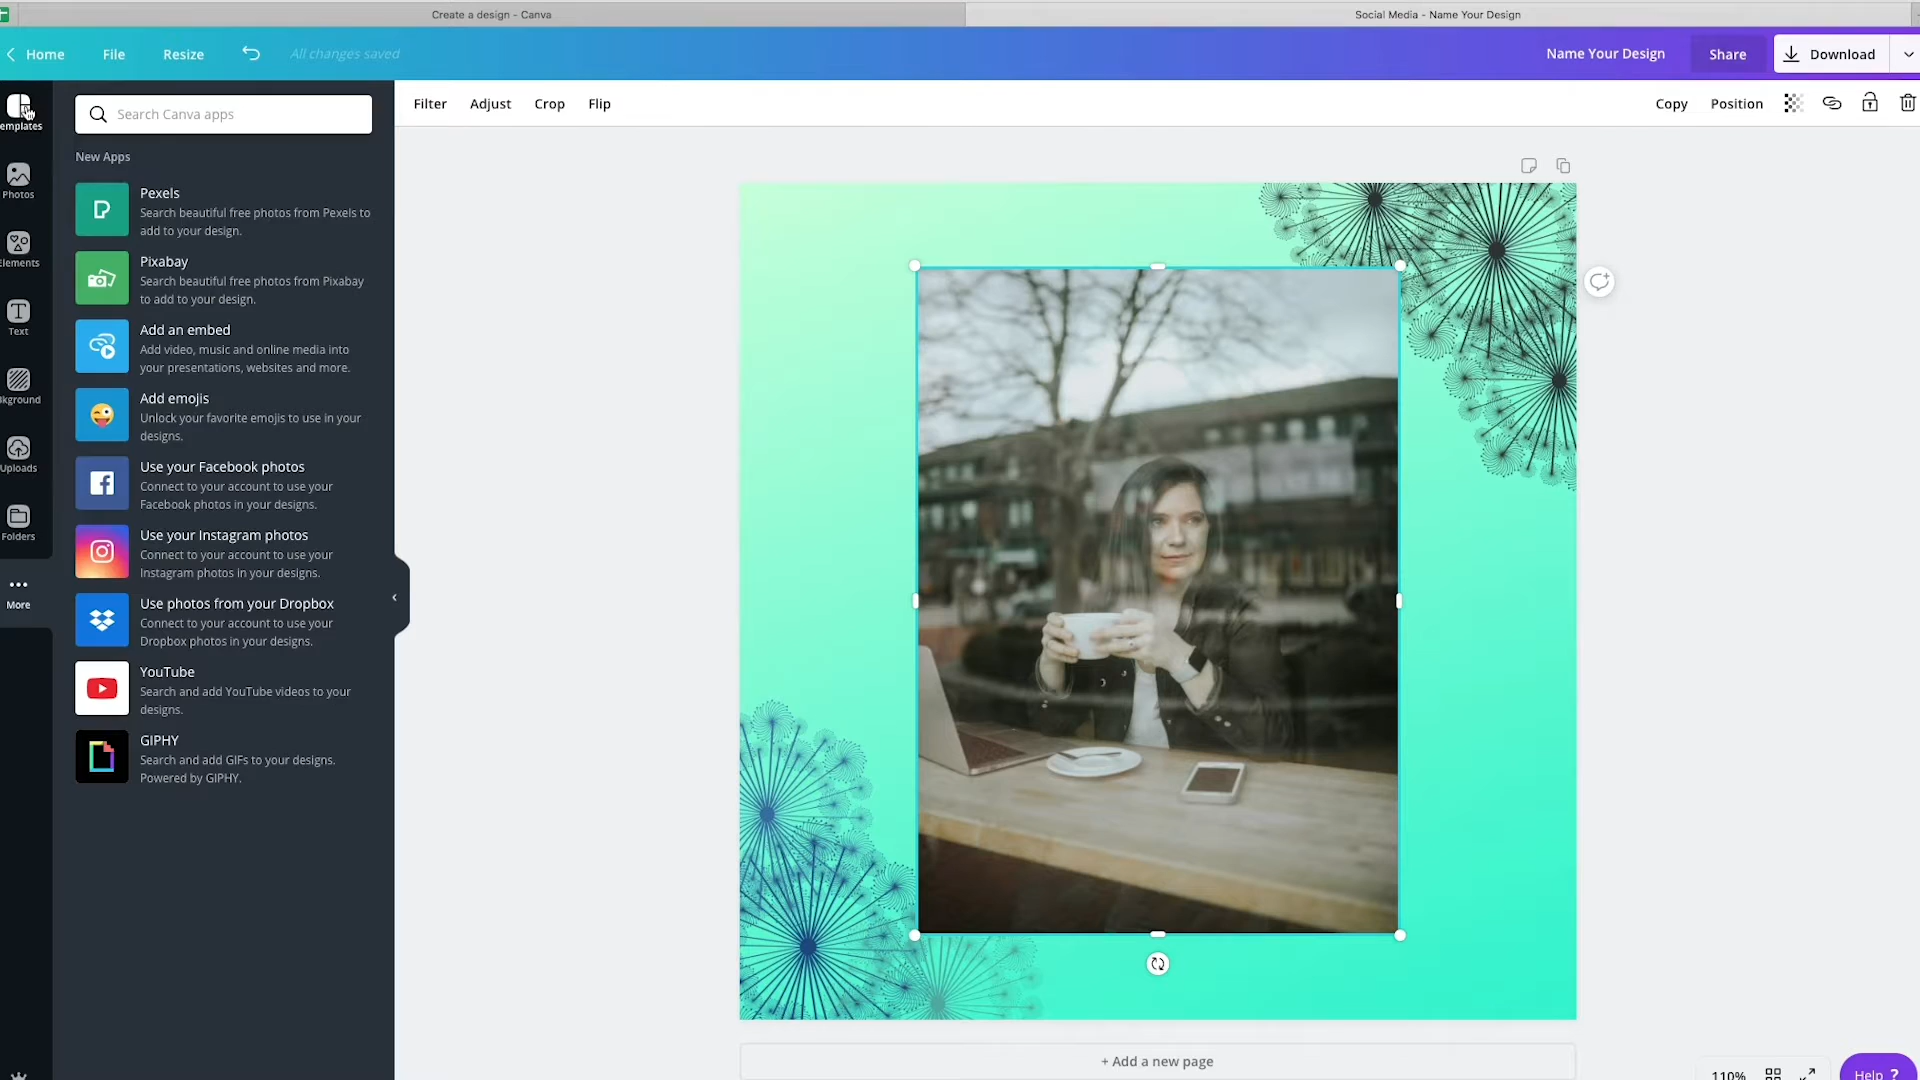 Create a design - Canva
Social Media - Name Your Design
Home
File
Resize
All changes saved
Name Your Design
Share
Download
Filter
Adjust
Crop
Flip
Copy
Position
emplates
Photos
Elements
Text
Bkground
Uploads
Folders
More
Search Canva apps
New Apps
Pexels
Search beautiful free photos from Pexels to
add to your design.
Pixabay
Search beautiful free photos from Pixabay
to add to your design.
Add an embed
Add video, music and online media into
your presentations, websites and more.
Add emojis
Unlock your favorite emojis to use in your
designs.
Use your Facebook photos
Connect to your account to use your
Facebook photos in your designs.
Use your Instagram photos
Connect to your account to use your
Instagram photos in your designs.
Use photos from your Dropbox
Connect to your account to use your
Dropbox photos in your designs.
YouTube
Search and add YouTube videos to your
designs.
GIPHY
Search and add GIFs to your designs.
Powered by GIPHY.
+ Add a new page
110%
Help ?